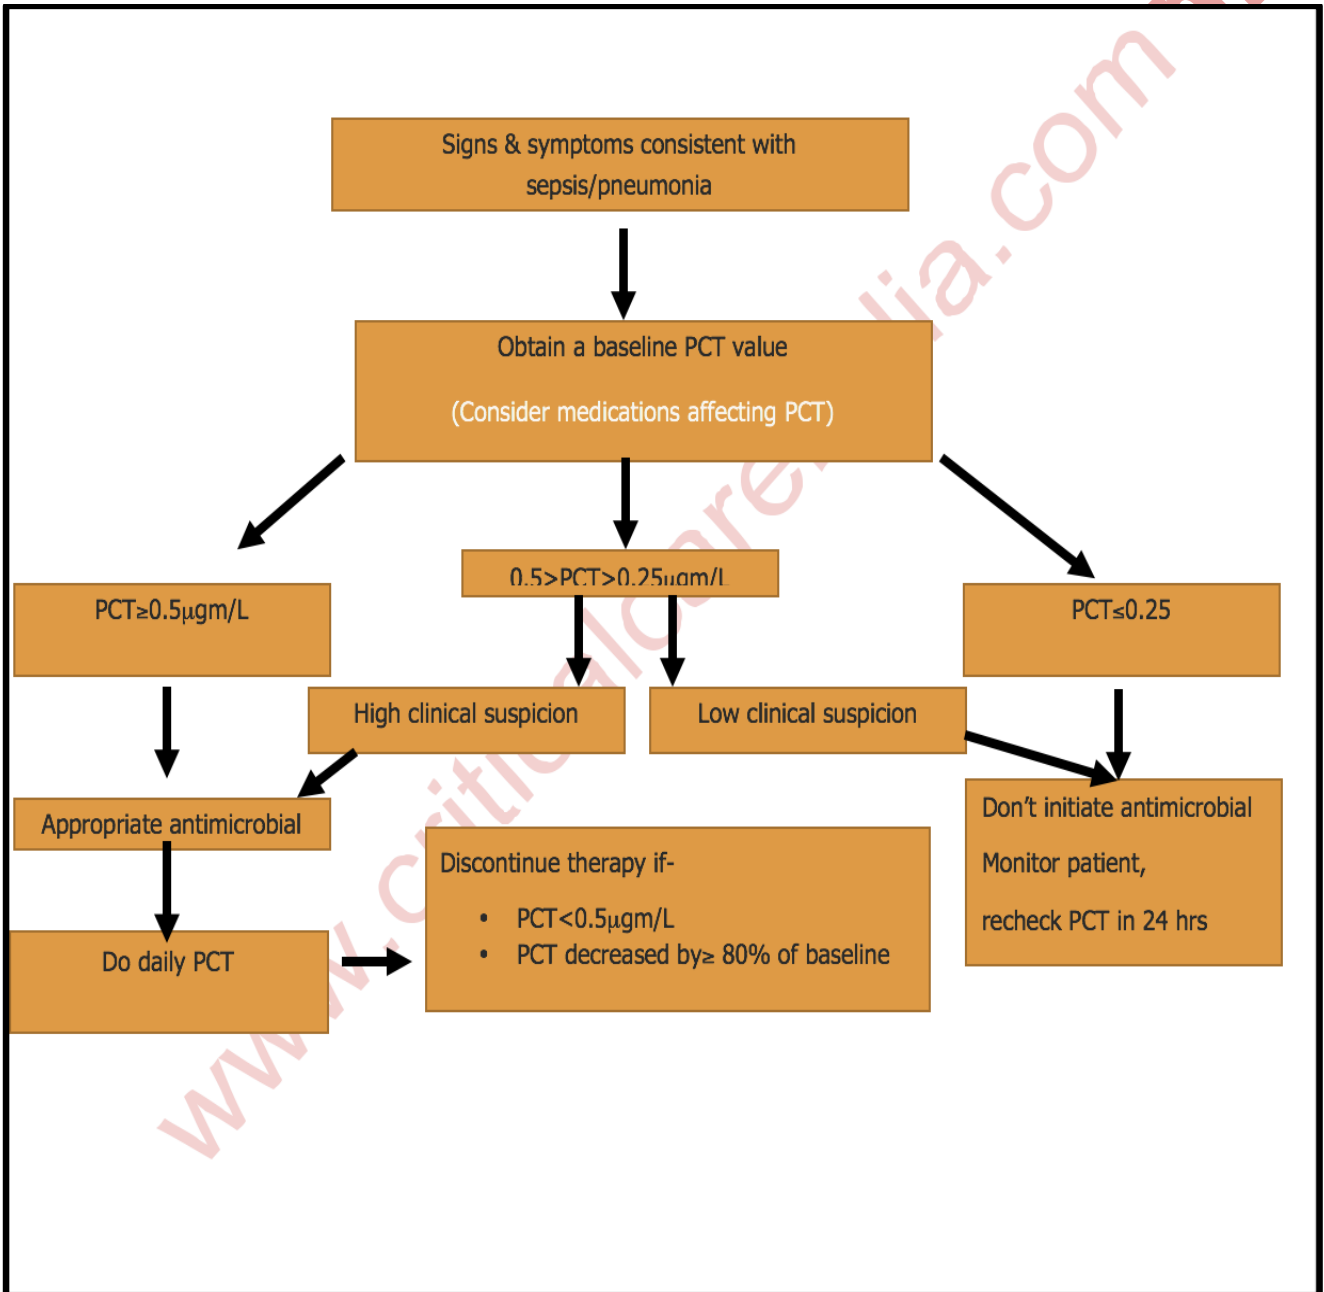 Signs & symptoms consistent with
sepsis/pneumonia
Obtain a baseline PCT value
(Consider medications affecting PCT)
0.5>PCT>0.25µgm/L
PCT≥0.5µgm/L
PCT≤0.25
High clinical suspicion
Low clinical suspicion
Appropriate antimicrobial
Don’t initiate antimicrobial
Monitor patient,
recheck PCT in 24 hrs
Discontinue therapy if-
• PCT<0.5µgm/L
• PCT decreased by≥ 80% of baseline
Do daily PCT